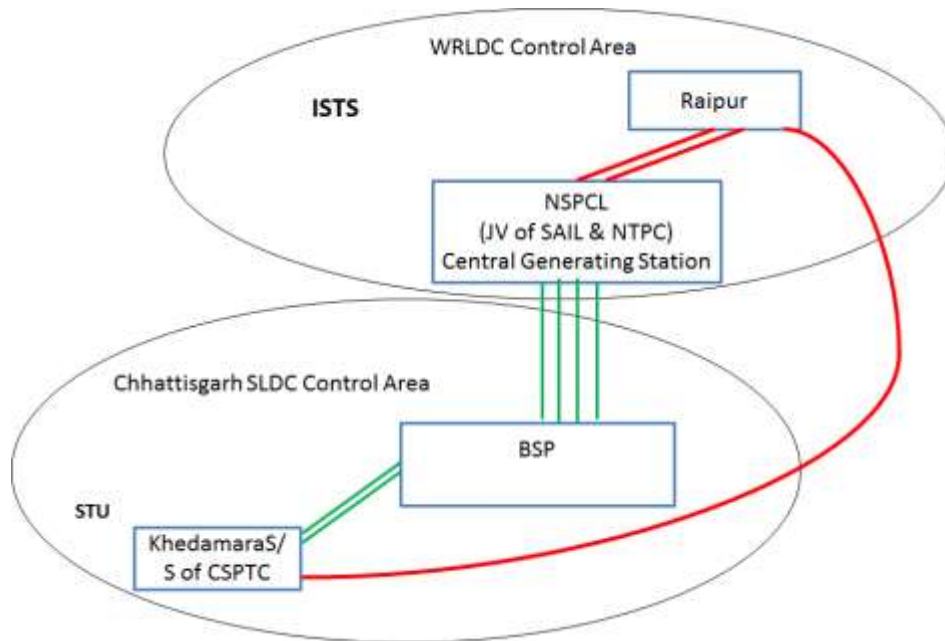 WRLDC Control Area
Raipur
ISTS
NSPCL
(JV of SAIL & NTPC)
Central Generating Station
Chhattisgarh SLDC Control Area
BSP
STU
KhedamaraS/
S of CSPTC